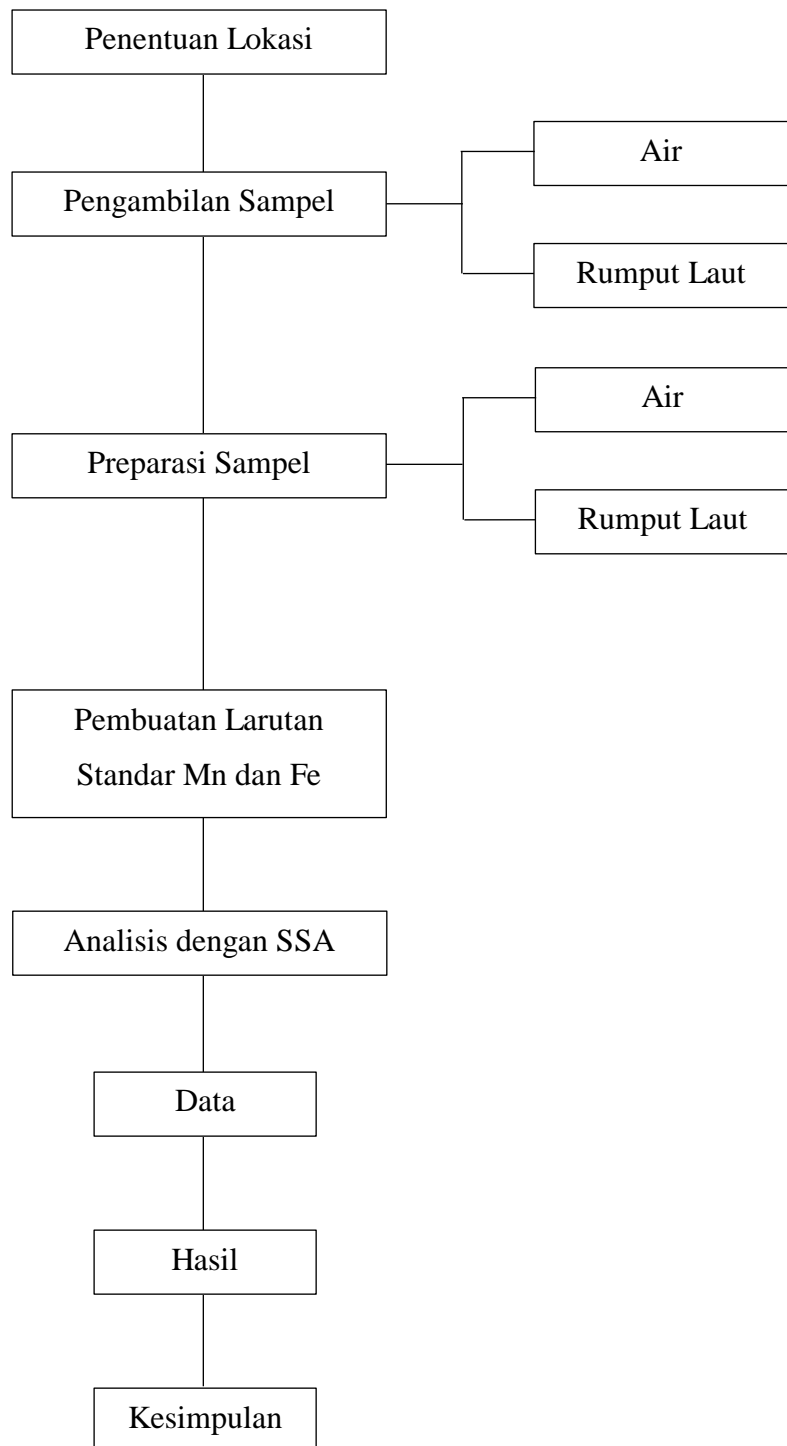 Penentuan Lokasi
Air
Pengambilan Sampel
Rumput Laut
Air
Preparasi Sampel
Rumput Laut
Pembuatan Larutan
Standar Mn dan Fe
Analisis dengan SSA
Data
Hasil
Kesimpulan